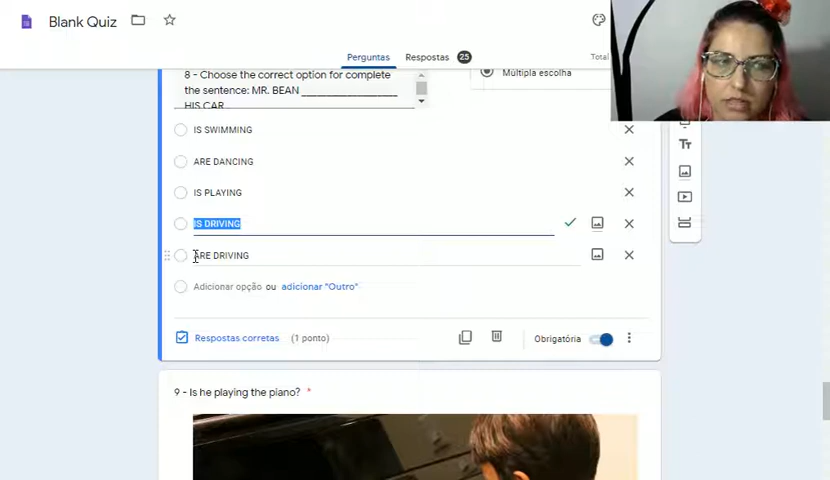 Blank Quiz
Perguntas
Respostas 25
Total
8 - Choose the correct option for complete
the sentence: MR. BEAN ____________________
HIS CAR
Múltipla escolha
IS SWIMMING
ARE DANCING
IS PLAYING
IS DRIVING
ARE DRIVING
Adicionar opção ou adicionar "Outro"
Respostas corretas (1 ponto)
Obrigatória
9 - Is he playing the piano? *